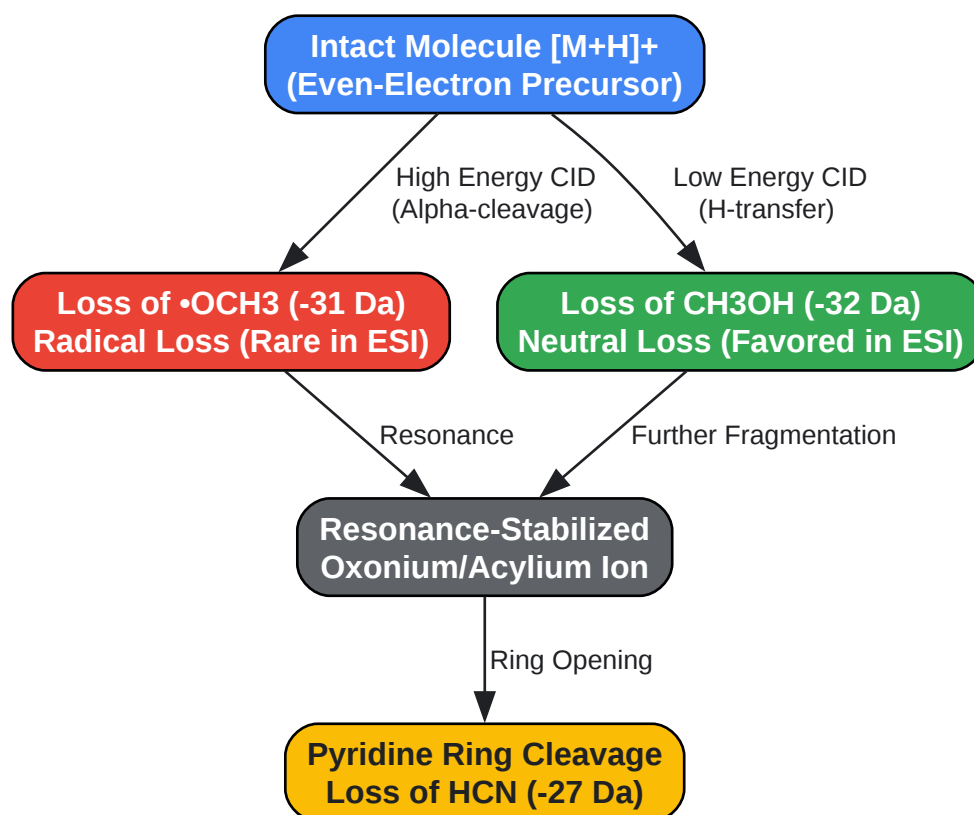 Intact Molecule [M+H]+
(Even-Electron Precursor)
High Energy CID
(Alpha-cleavage)
Low Energy CID
(H-transfer)
Loss of •OCH3 (-31 Da)
Radical Loss (Rare in ESI)
Loss of CH3OH (-32 Da)
Neutral Loss (Favored in ESI)
Resonance
Further Fragmentation
Resonance-Stabilized
Oxonium/Acylium Ion
Ring Opening
Pyridine Ring Cleavage
Loss of HCN (-27 Da)